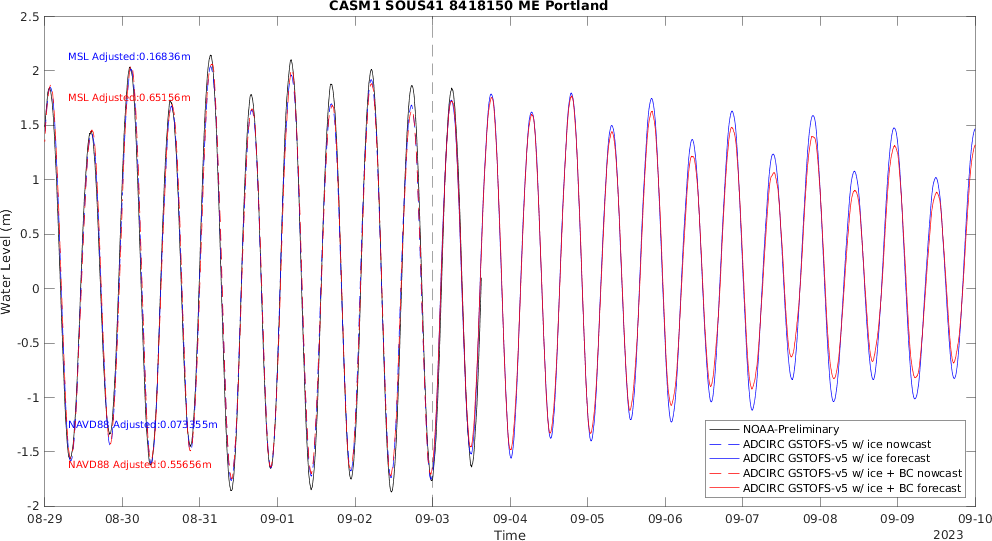 CASM1 SOUS41 8418150 ME Portland
2.5
2
1.5
1
0.5
0
-0.5
-1
-1.5
-2
Water Level (m)
MSL Adjusted:0.16836m
MSL Adjusted:0.65156m
NAVD88 Adjusted:0.073355m
NAVD88 Adjusted:0.55656m
NOAA-Preliminary
ADCIRC GSTOFS-v5 w/ ice nowcast
ADCIRC GSTOFS-v5 w/ ice forecast
ADCIRC GSTOFS-v5 w/ ice + BC nowcast
ADCIRC GSTOFS-v5 w/ ice + BC forecast
08-29 08-30 08-31 09-01 09-02 09-03 09-04 09-05 09-06 09-07 09-08 09-09 09-10
Time
2023